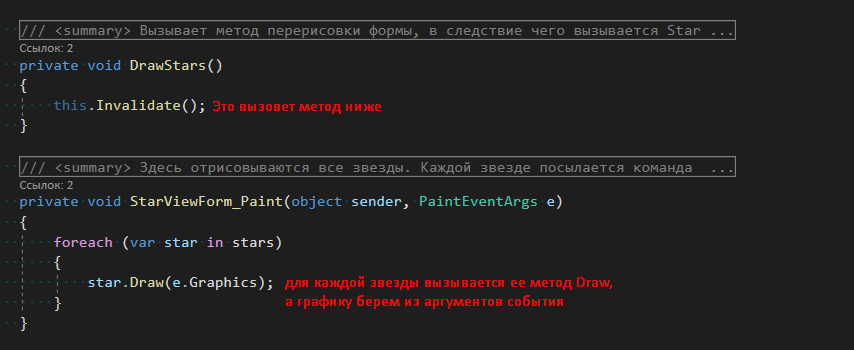 /// <summary> Вызывает метод перерисовки формы, в следствие чего вызывается Star ...
Ссылок: 2
private void DrawStars()
{
this.Invalidate(); Это вызовет метод ниже
}
/// <summary> Здесь отрисовываются все звезды. Каждой звезде посылается команда ...
Ссылок: 2
private void StarViewForm_Paint(object sender, PaintEventArgs e)
{
foreach (var star in stars)
{
star.Draw(e.Graphics); для каждой звезды вызывается ее метод Draw,
} а графику берем из аргументов события
}